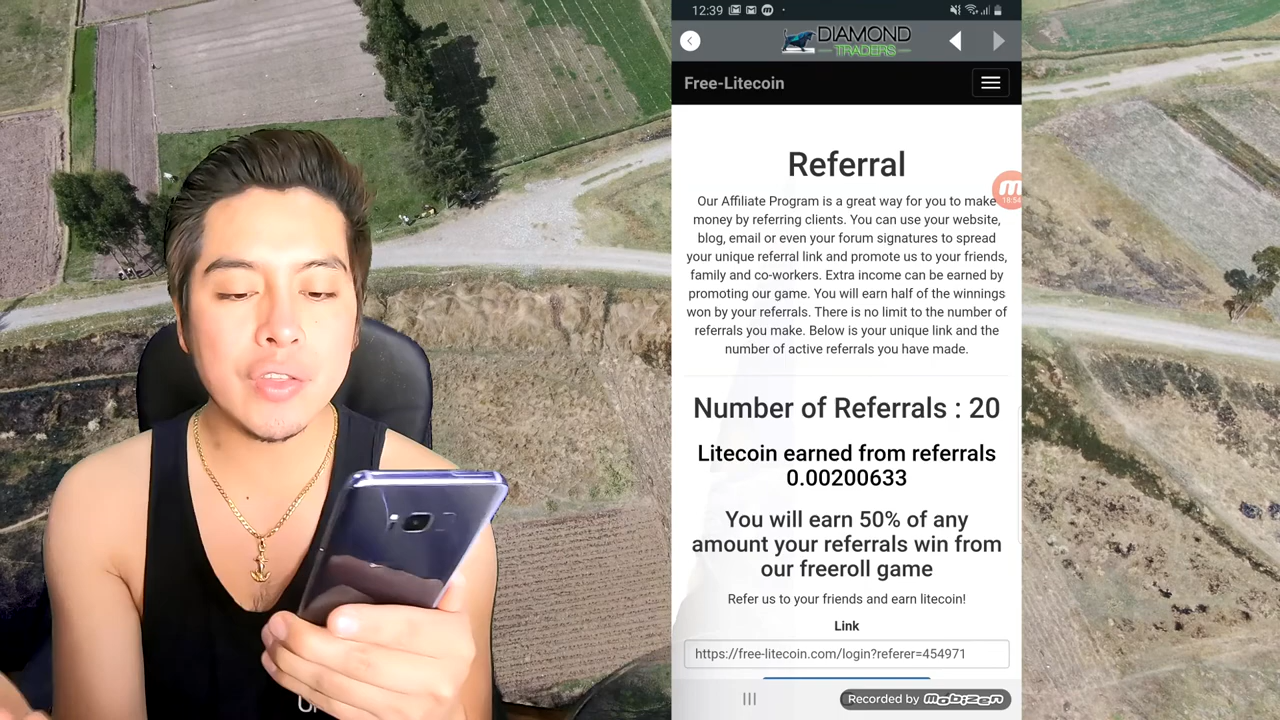 12:39
DIAMOND
TRADERS
Free-Litecoin
Referral
Our Affiliate Program is a great way for you to make
money by referring clients. You can use your website,
blog, email or even your forum signatures to spread
your unique referral link and promote us to your friends,
family and co-workers. Extra income can be earned by
promoting our game. You will earn half of the winnings
won by your referrals. There is no limit to the number of
referrals you make. Below is your unique link and the
number of active referrals you have made.
18:54
Number of Referrals : 20
Litecoin earned from referrals
0.00200633
You will earn 50% of any
amount your referrals win from
our freeroll game
Refer us to your friends and earn litecoin!
Link
https://free-litecoin.com/login?referer=454971
Recorded by mobizen